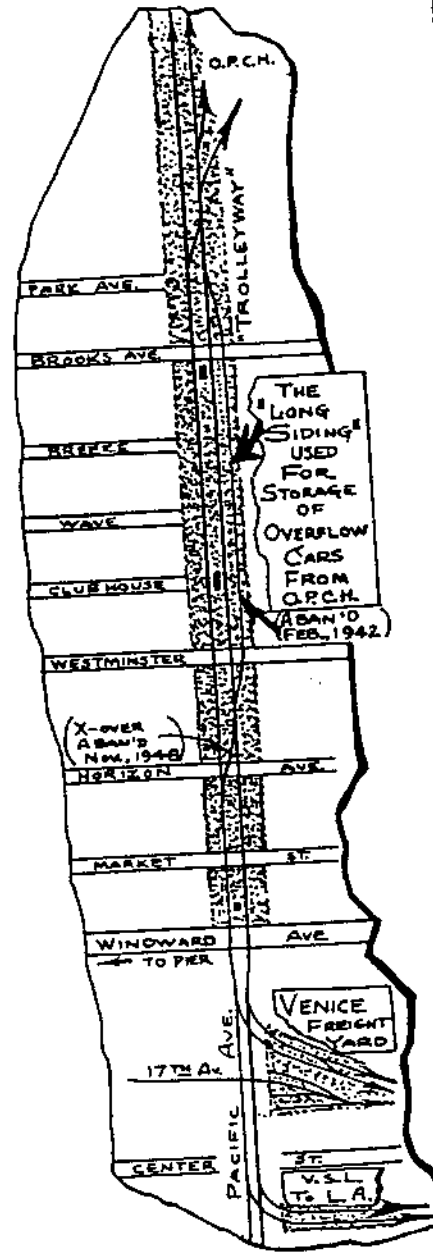 O.P.C.H.
"TROLLEYWAY"
PARK AVE.
BROOKS AVE.
THE
"LONG
SIDING"
USED
FOR
STORAGE
OF
OVERFLOW
CARS
FROM
O.P.C.H.
(ABAN'D
FEB., 1942)
BREEZE
WAVE
CLUB HOUSE
WESTMINSTER
(X-OVER
ABAN'D
NOV., 1948)
HORIZON AVE.
MARKET ST.
WINDWARD AVE
← TO PIER
VENICE
FREIGHT
YARD
17TH AV.
PACIFIC AVE.
CENTER ST.
V.S.L.
TO L.A.